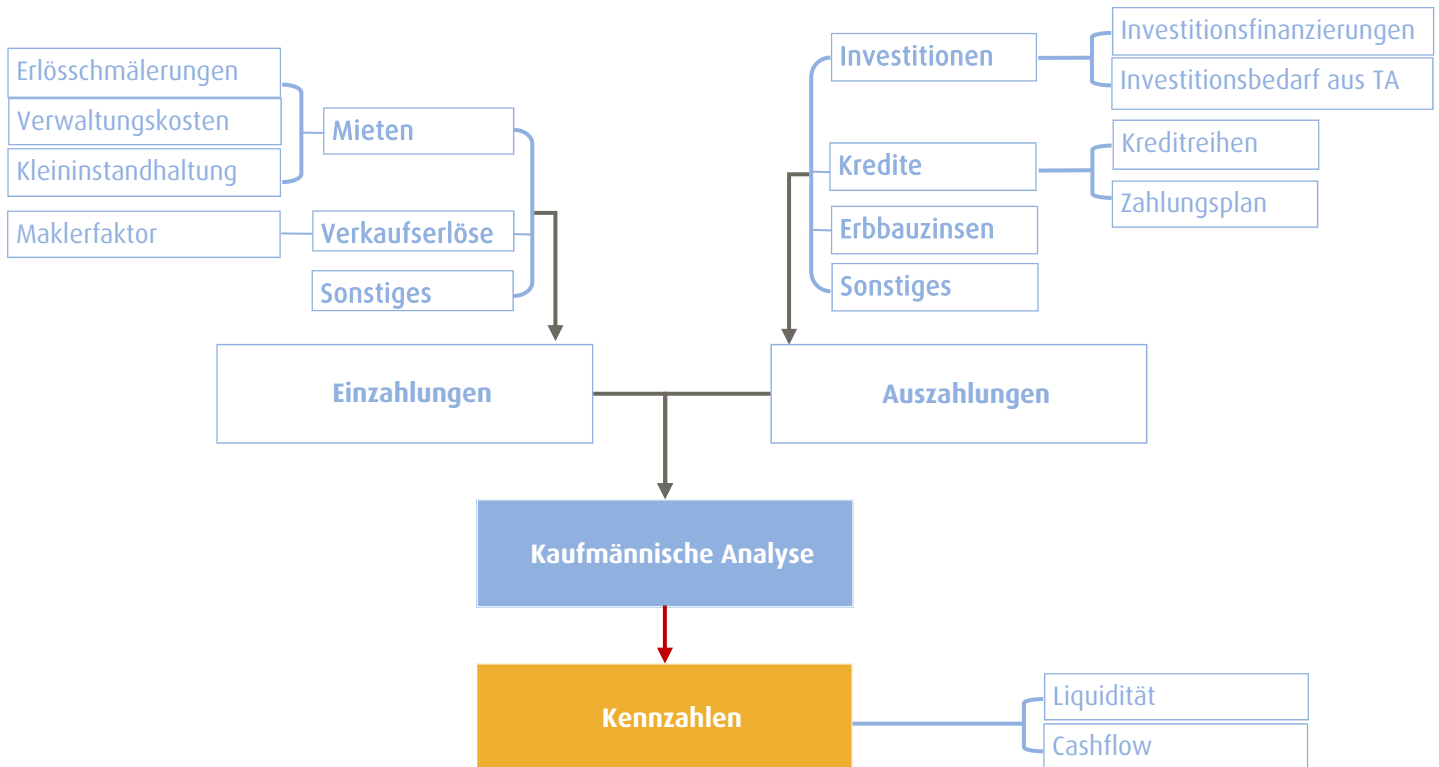 Erlösschmälerungen
Verwaltungskosten
Kleininstandhaltung
Maklerfaktor
Mieten
Verkaufserlöse
Sonstiges
Investitionen
Kredite
Erbbauzinsen
Sonstiges
Investitionsfinanzierungen
Investitionsbedarf aus TA
Kreditreihen
Zahlungsplan
Einzahlungen
Auszahlungen
Kaufmännische Analyse
Kennzahlen
Liquidität
Cashflow